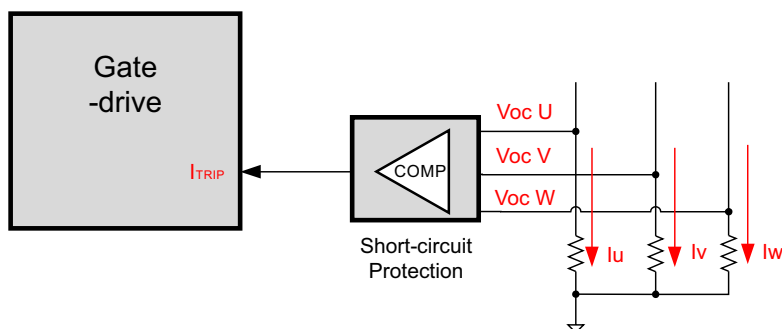 Gate
-drive
ITRIP
COMP
Voc U
Voc V
Voc W
Short-circuit
Protection
Iu
Iv
Iw